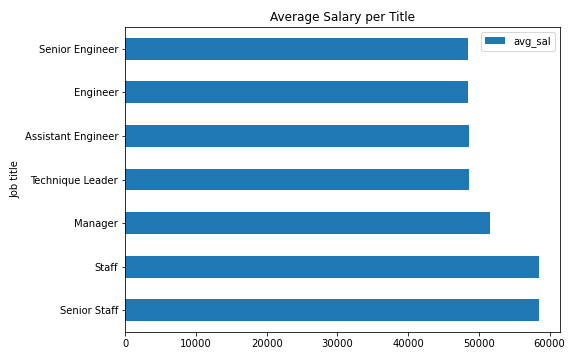 Average Salary per Title
avg_sal
Job title
Senior Engineer
Engineer
Assistant Engineer
Technique Leader
Manager
Staff
Senior Staff
0 10000 20000 30000 40000 50000 60000